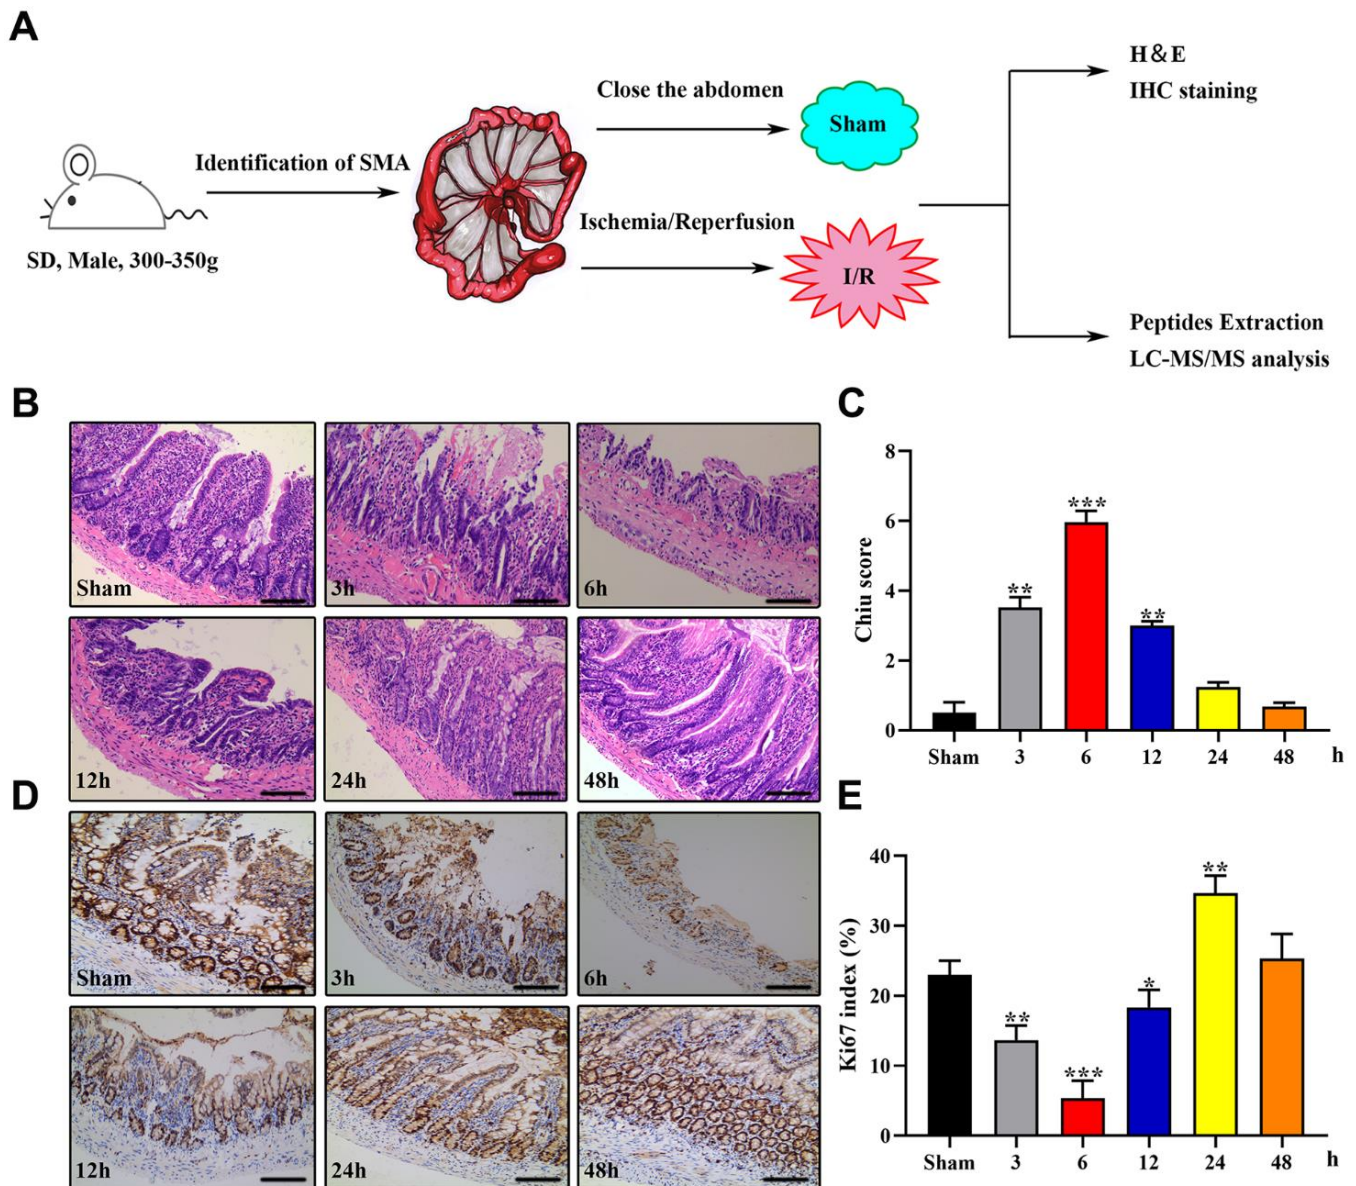 A
Identification of SMA
SD, Male, 300-350g
Close the abdomen
Sham
Ischemia/Reperfusion
I/R
H&E
IHC staining
Peptides Extraction
LC-MS/MS analysis
B
Sham
3h
6h
12h
24h
48h
C
Chiu score
8
6
4
2
0
**
***
**
Sham 3 6 12 24 48 h
D
Sham
3h
6h
12h
24h
48h
E
Ki67 index (%)
40
30
20
10
0
**
***
*
**
Sham 3 6 12 24 48 h